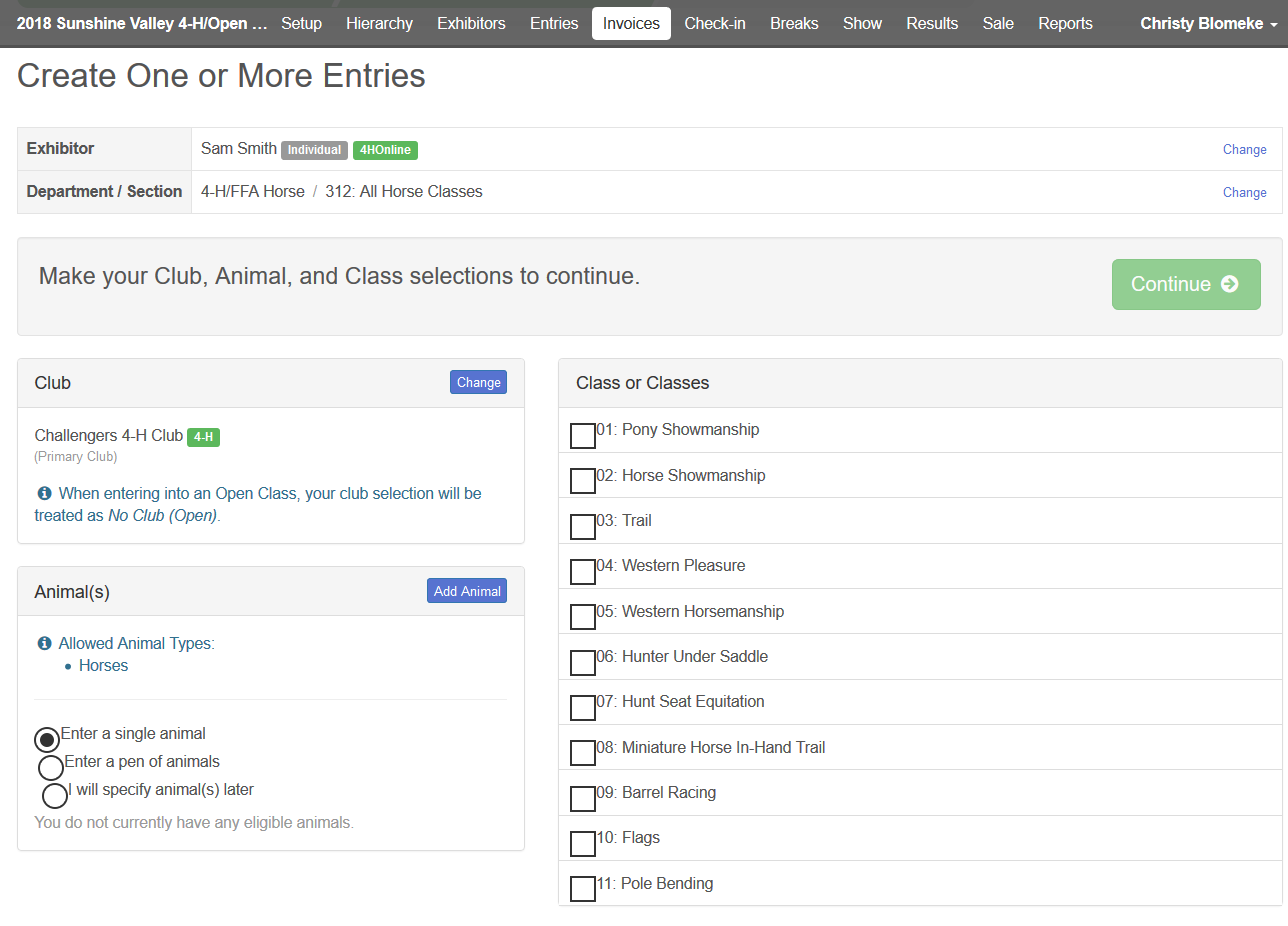 2018 Sunshine Valley 4-H/Open ... Setup Hierarchy Exhibitors Entries Invoices Check-in Breaks Show Results Sale Reports Christy Blomeke
Create One or More Entries
Exhibitor Sam Smith Individual 4HOnline Change
Department / Section 4-H/FFA Horse / 312: All Horse Classes Change
Make your Club, Animal, and Class selections to continue. Continue
Club Change
Challengers 4-H Club 4-H
(Primary Club)
When entering into an Open Class, your club selection will be
treated as No Club (Open).
Animal(s) Add Animal
Allowed Animal Types:
• Horses
Enter a single animal
Enter a pen of animals
I will specify animal(s) later
You do not currently have any eligible animals.
Class or Classes
01: Pony Showmanship
02: Horse Showmanship
03: Trail
04: Western Pleasure
05: Western Horsemanship
06: Hunter Under Saddle
07: Hunt Seat Equitation
08: Miniature Horse In-Hand Trail
09: Barrel Racing
10: Flags
11: Pole Bending